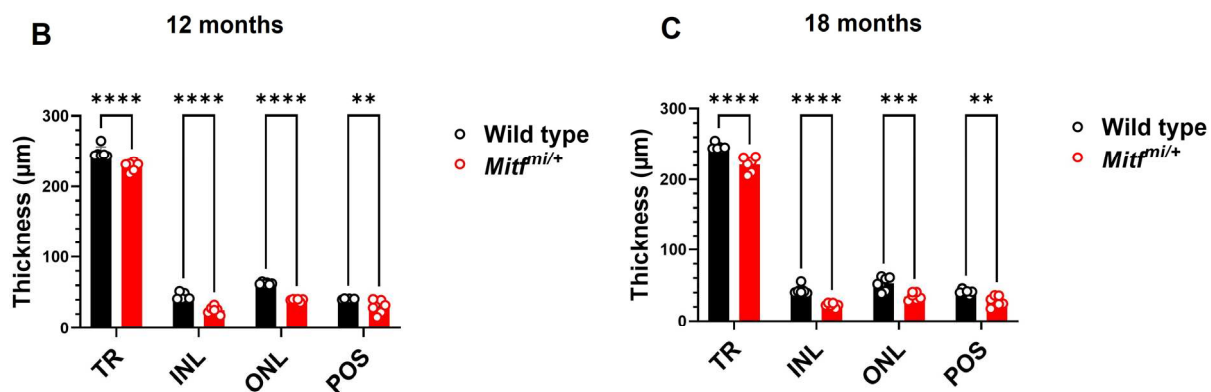 B
12 months
**** **** **** **
Thickness (μm)
300
200
100
0
TR INL ONL POS
Wild type
Mitf^mi/+
C
18 months
**** **** *** **
Thickness (μm)
300
200
100
0
TR INL ONL POS
Wild type
Mitf^mi/+